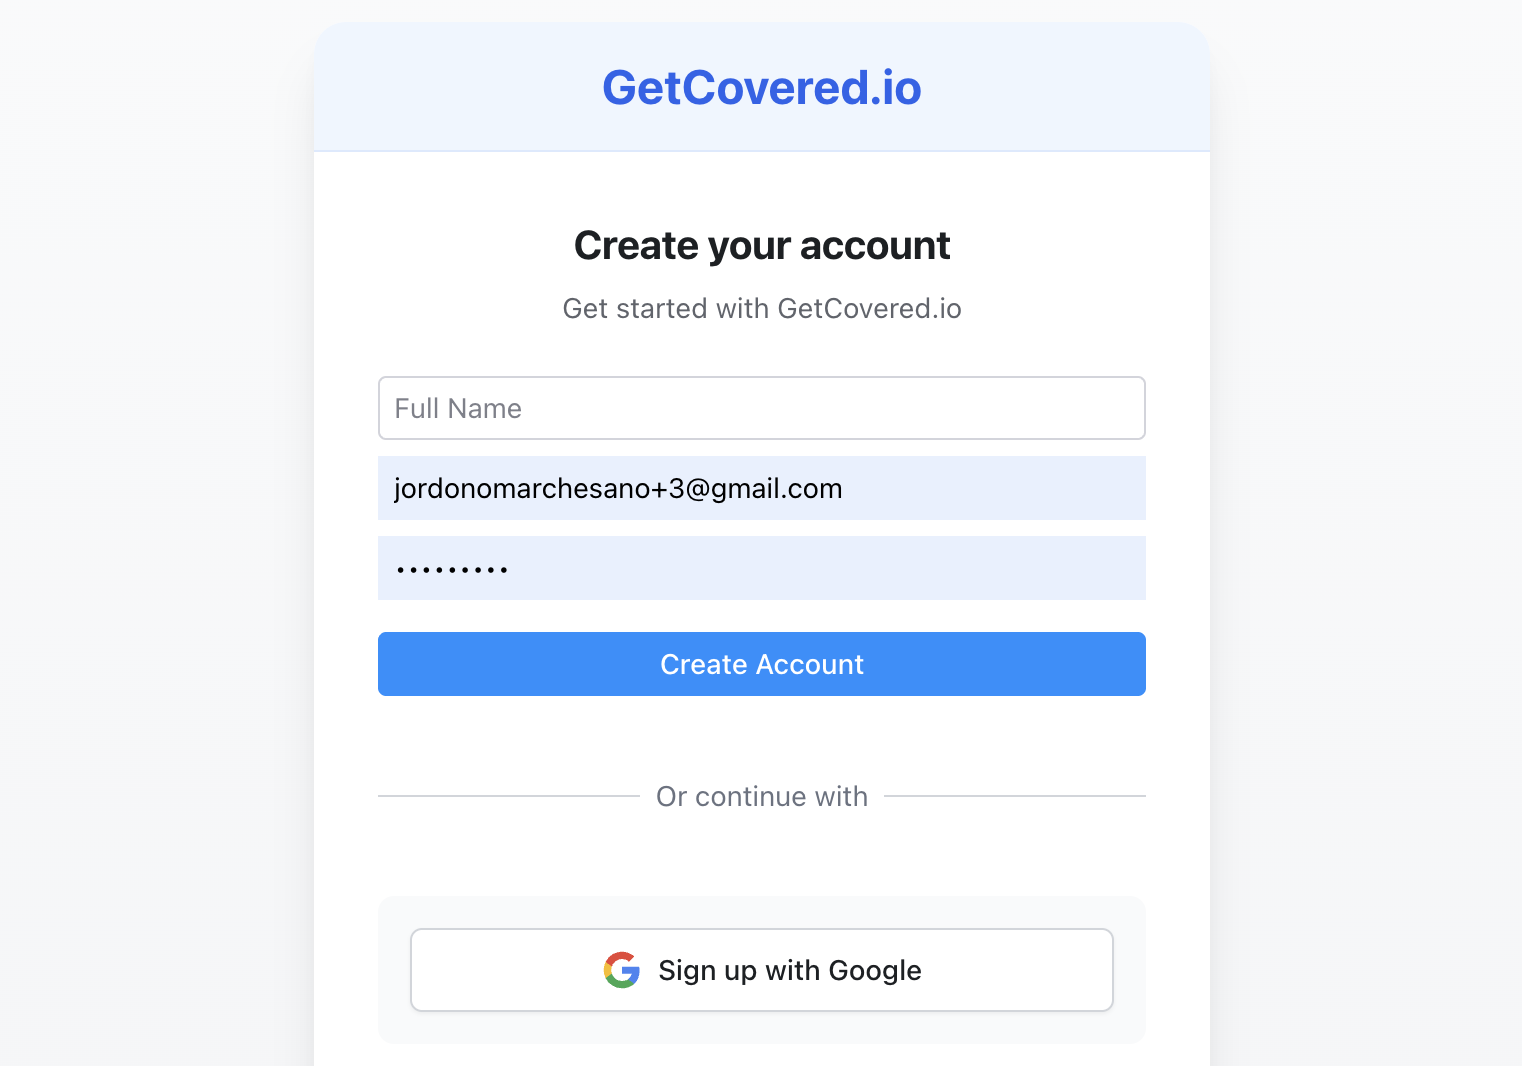 GetCovered.io
Create your account
Get started with GetCovered.io
Full Name
jordonomarchesano+3@gmail.com
•••••••••
Create Account
Or continue with
Sign up with Google